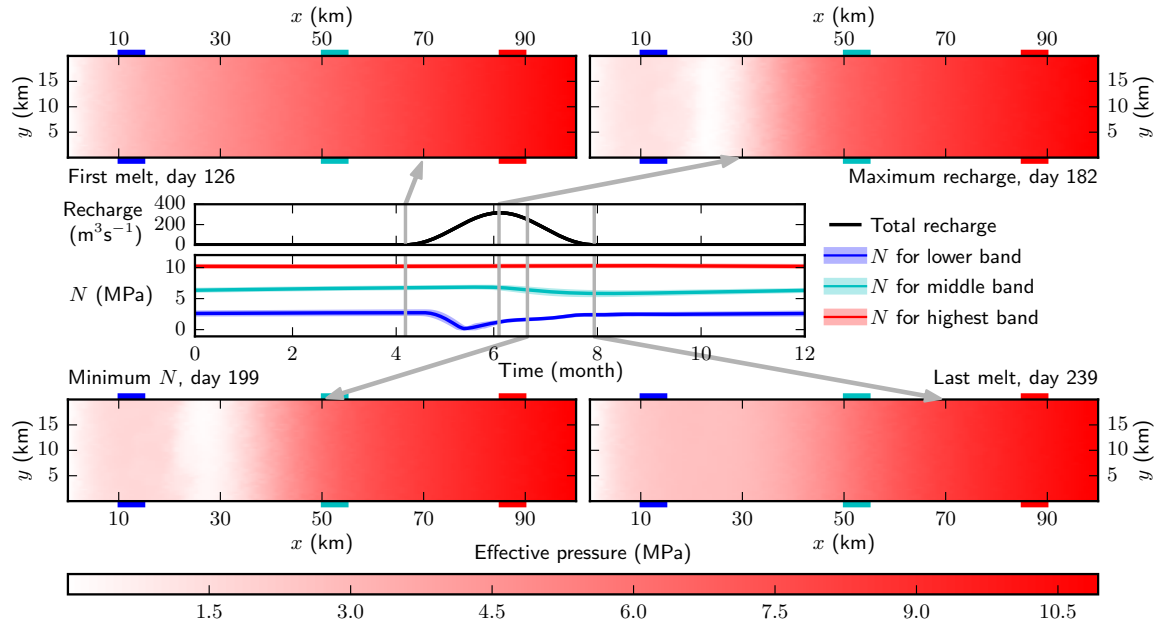 x (km) x (km)
10 30 50 70 90 10 30 50 70 90
y (km) 15 10 5 15 10 5 y (km)
First melt, day 126 Maximum recharge, day 182
Recharge (m³s⁻¹)
400
200
0
Total recharge
N for lower band
N for middle band
N for highest band
N (MPa)
10
5
0
0 2 4 6 8 10 12
Time (month)
Minimum N, day 199 Last melt, day 239
y (km) 15 10 5 15 10 5 y (km)
10 30 50 70 90 10 30 50 70 90
x (km) x (km)
Effective pressure (MPa)
1.5 3.0 4.5 6.0 7.5 9.0 10.5